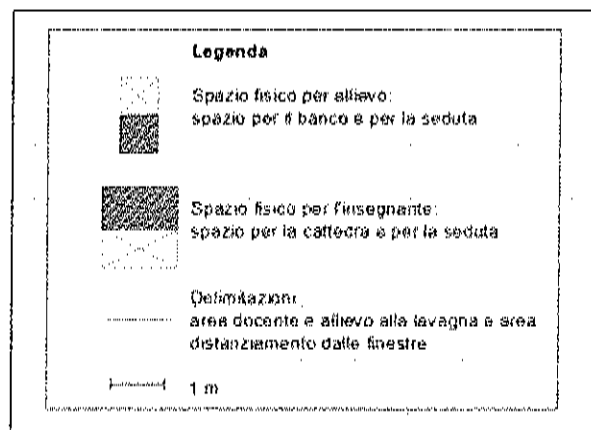 Legenda
Spazio fisico per allievo:
spazio per il banco e per la seduta
Spazio fisico per l'insegnante:
spazio per la cattedra e per la seduta
Delimitazioni:
area docente e allievo alla lavagna e area
distanziamento dalle finestre
1 m